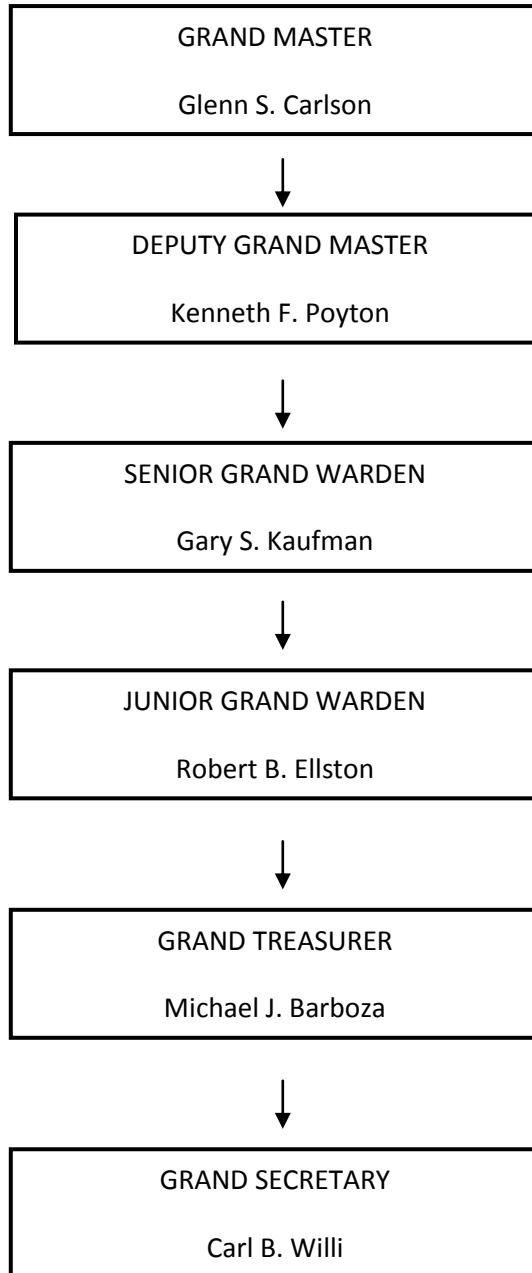 GRAND MASTER
Glenn S. Carlson
DEPUTY GRAND MASTER
Kenneth F. Poyton
SENIOR GRAND WARDEN
Gary S. Kaufman
JUNIOR GRAND WARDEN
Robert B. Ellston
GRAND TREASURER
Michael J. Barboza
GRAND SECRETARY
Carl B. Willi